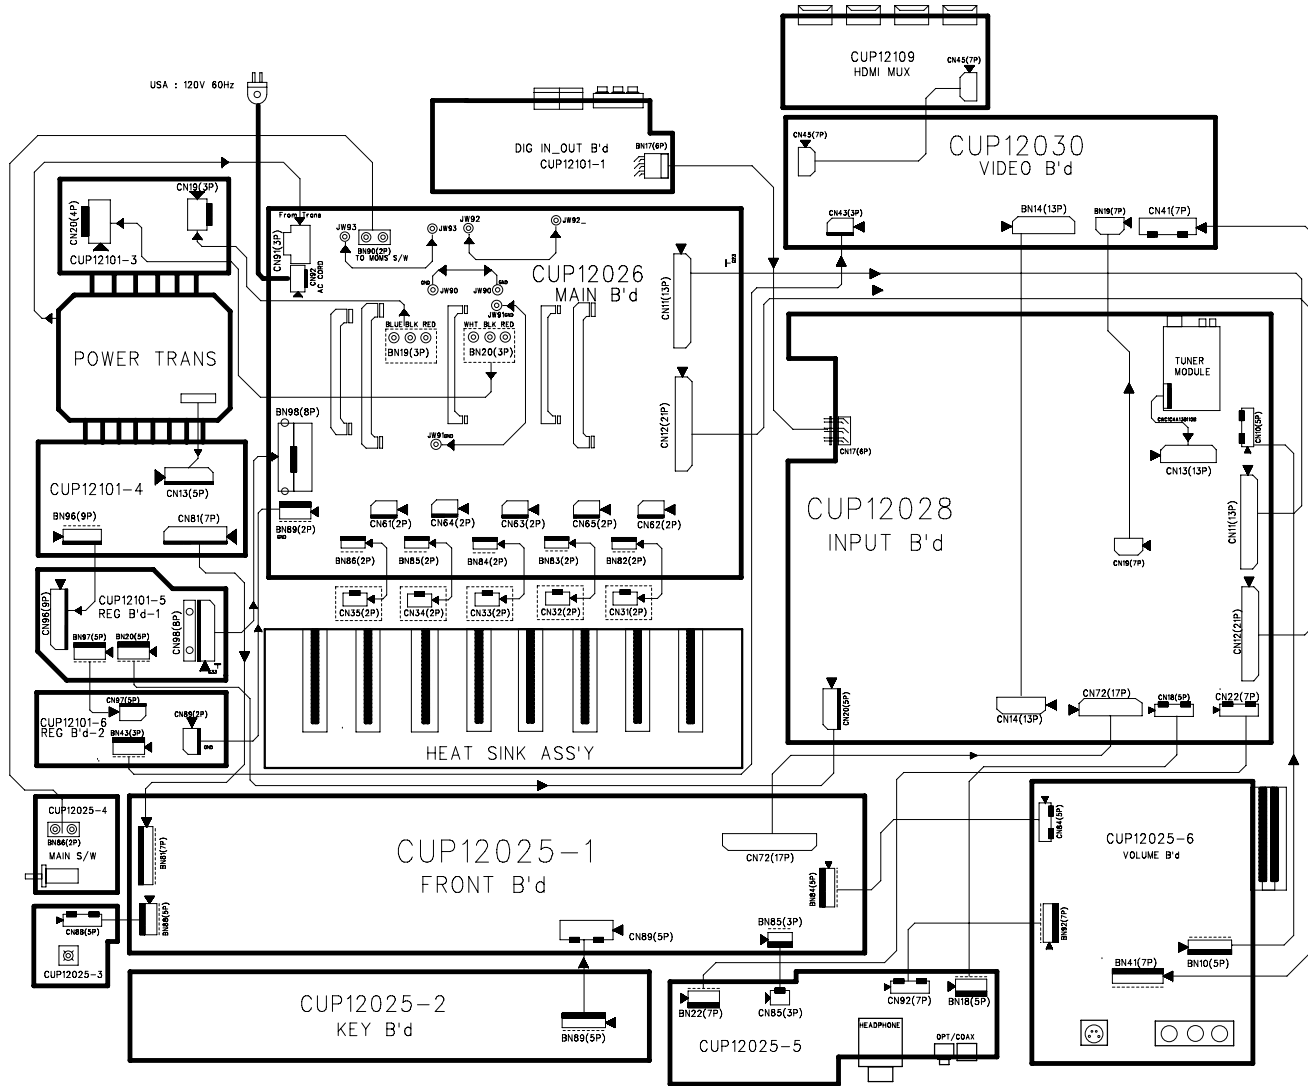 CUP12109
HDMI MUX
CN45(7P)
USA : 120V 60Hz
DIG IN_OUT B'd
CUP12101-1
BN17(6P)
CN45(7P)
CUP12030
VIDEO B'd
CN43(3P)
BN14(13P)
BN19(7P)
CN41(7P)
CN19(3P)
CN20(4P)
CUP12101-3
From Trans
CN91(3P)
CN92
AC CORD
JW93
BN90(2P)
TO MOMS S/W
JW93
JW92
JW92_
CUP12026
MAIN B'd
GND
JW90
GND
JW90
JW91GND
CN11(13P)
BLUE BLK RED
BN19(3P)
WHT BLK RED
BN20(3P)
POWER TRANS
BN98(8P)
JW91GND
CN12(21P)
TUNER
MODULE
CN10(5P)
CN17(6P)
CN13(13P)
CUP12101-4
CN13(5P)
BN96(9P)
CN81(7P)
BN89(2P)
GND
CN61(2P)
CN64(2P)
CN63(2P)
CN65(2P)
CN62(2P)
BN86(2P)
BN85(2P)
BN84(2P)
BN83(2P)
BN82(2P)
CUP12028
INPUT B'd
CN11(13P)
CN19(7P)
CN12(21P)
CUP12101-5
REG B'd-1
CN96(9P)
BN97(5P)
BN20(5P)
CN98(8P)
CN35(2P)
CN34(2P)
CN33(2P)
CN32(2P)
CN31(2P)
CN97(5P)
CUP12101-6
REG B'd-2
BN43(3P)
CN89(2P)
GND
HEAT SINK ASS'Y
CN20(5P)
CN14(13P)
CN72(17P)
CN18(5P)
CN22(7P)
CUP12025-4
BN86(2P)
MAIN S/W
BN81(7P)
CUP12025-1
FRONT B'd
CN72(17P)
BN84(5P)
CN84(5P)
CUP12025-6
VOLUME B'd
CN88(5P)
CUP12025-3
BN88(5P)
CN89(5P)
BN85(3P)
BN92(7P)
BN41(7P)
BN10(5P)
CUP12025-2
KEY B'd
BN89(5P)
BN22(7P)
CN85(3P)
CN92(7P)
BN18(5P)
CUP12025-5
HEADPHONE
OPT/COAX